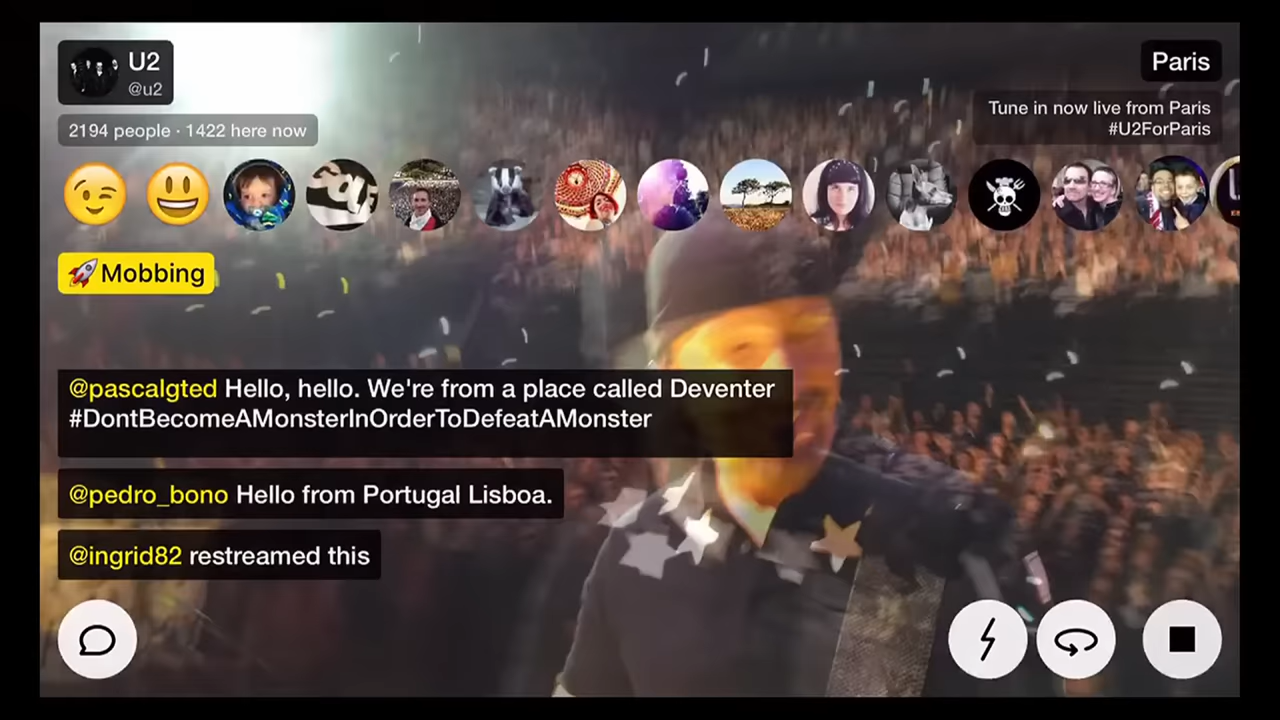 U2
@u2
Paris
2194 people · 1422 here now
Tune in now live from Paris
#U2ForParis
🚀Mobbing
@pascalgted Hello, hello. We're from a place called Deventer
#DontBecomeAMonsterInOrderToDefeatAMonster
@pedro_bono Hello from Portugal Lisboa.
@ingrid82 restreamed this